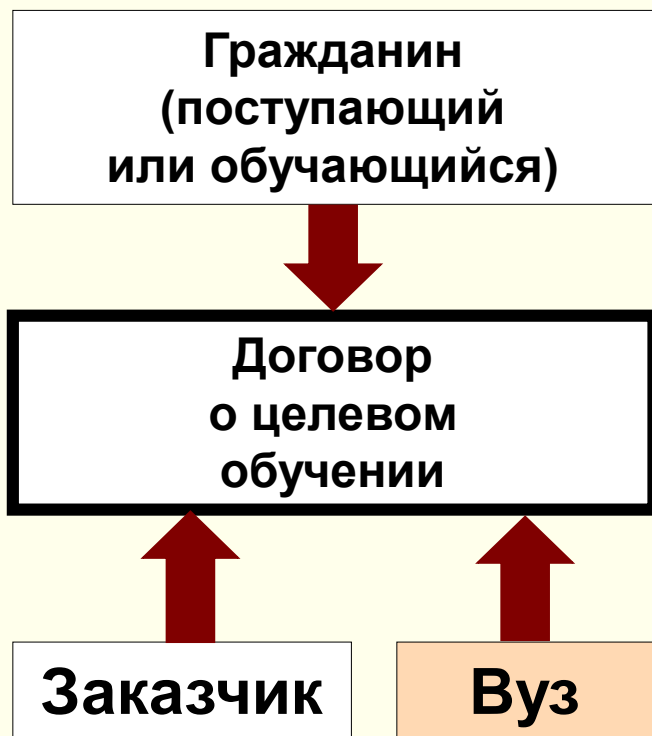 Гражданин
(поступающий
или обучающийся)
Договор
о целевом
обучении
Заказчик
Вуз